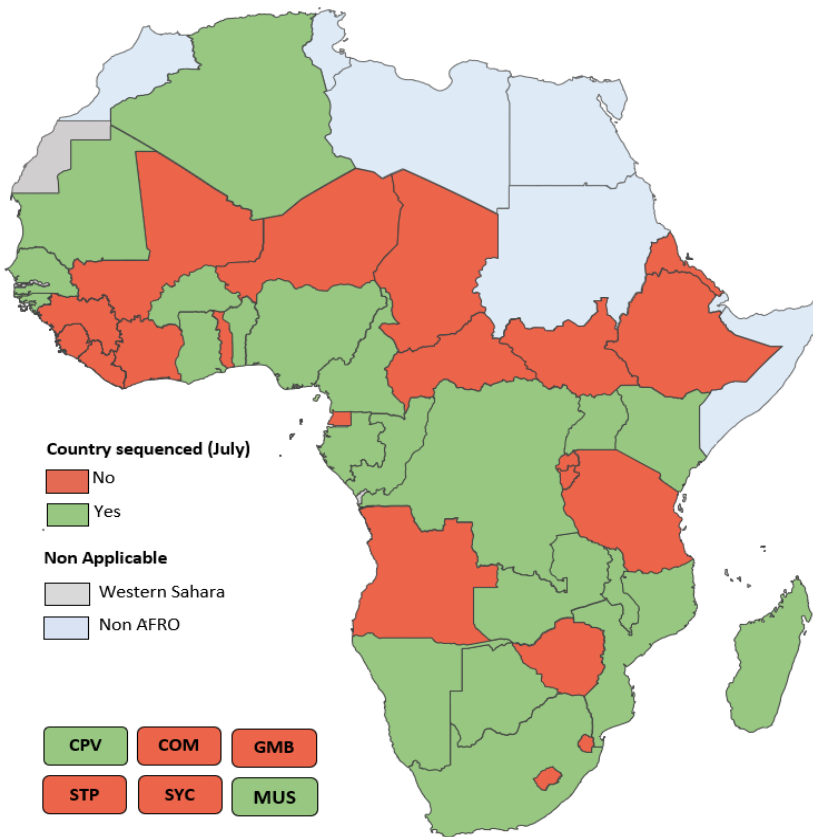 Country sequenced (July)
No
Yes
Non Applicable
Western Sahara
Non AFRO
CPV COM GMB
STP SYC MUS